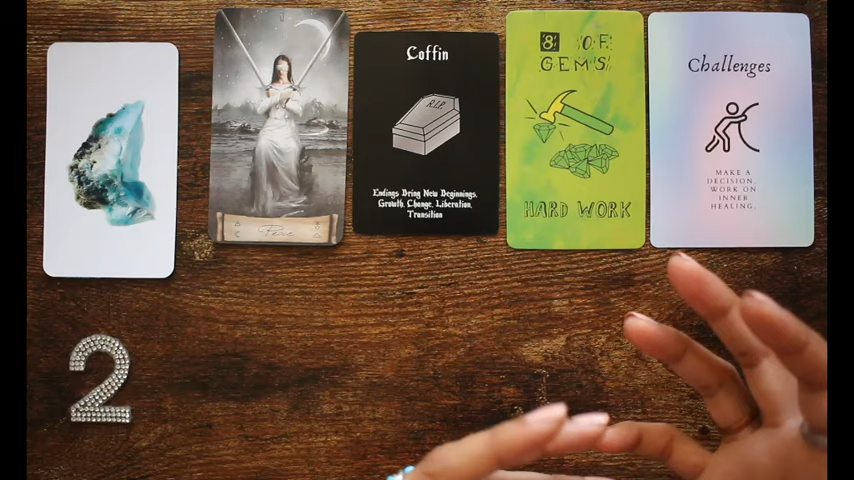 Peace
Coffin
R.I.P.
Endings Bring New Beginnings,
Growth, Change, Liberation,
Transition
8 OF
GEMS
HARD WORK
Challenges
MAKE A
DECISION.
WORK ON
INNER
HEALING.
2